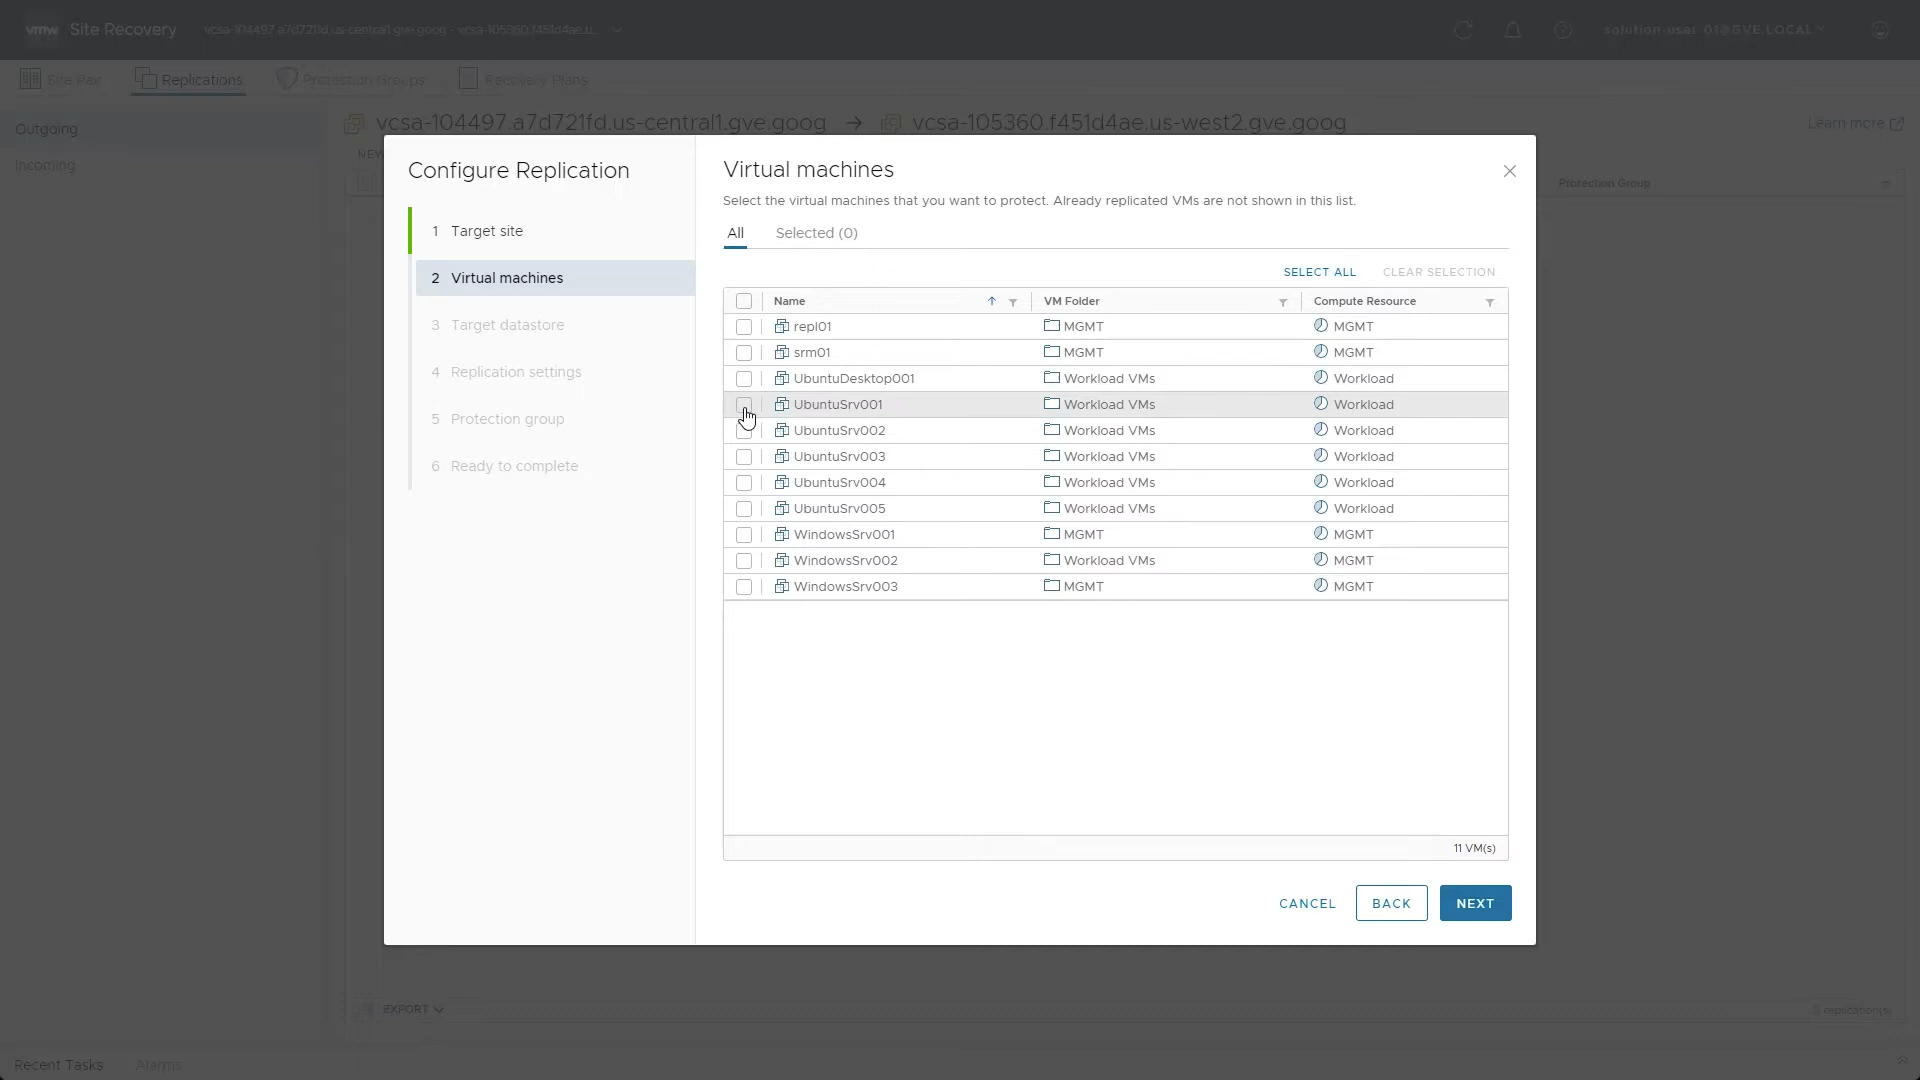 vmw Site Recovery
vcsa-104497.a7d721fd.us-central1.gve.goog - vcsa-105360.f451d4ae.u...
solution-user-01@GVE.LOCAL
Site Pair
Replications
Protection Groups
Recovery Plans
Outgoing
Incoming
vcsa-104497.a7d721fd.us-central1.gve.goog → vcsa-105360.f451d4ae.us-west2.gve.goog
Learn more
NEW
Protection Group
Configure Replication
1 Target site
2 Virtual machines
3 Target datastore
4 Replication settings
5 Protection group
6 Ready to complete
Virtual machines
Select the virtual machines that you want to protect. Already replicated VMs are not shown in this list.
All Selected (0)
SELECT ALL CLEAR SELECTION
Name VM Folder Compute Resource
repl01 MGMT MGMT
srm01 MGMT MGMT
UbuntuDesktop001 Workload VMs Workload
UbuntuSrv001 Workload VMs Workload
UbuntuSrv002 Workload VMs Workload
UbuntuSrv003 Workload VMs Workload
UbuntuSrv004 Workload VMs Workload
UbuntuSrv005 Workload VMs Workload
WindowsSrv001 MGMT MGMT
WindowsSrv002 Workload VMs MGMT
WindowsSrv003 MGMT MGMT
11 VM(s)
CANCEL BACK NEXT
EXPORT
replication(s)
Recent Tasks Alarms